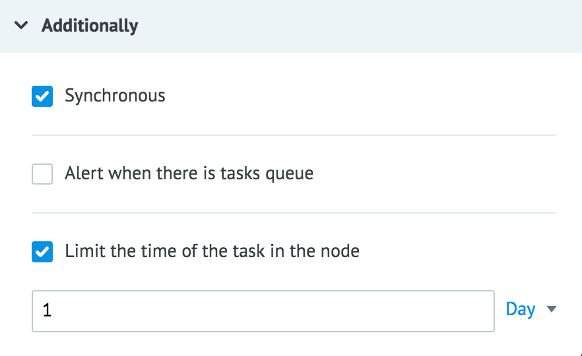 Additionally
Synchronous
Alert when there is tasks queue
Limit the time of the task in the node
1 Day